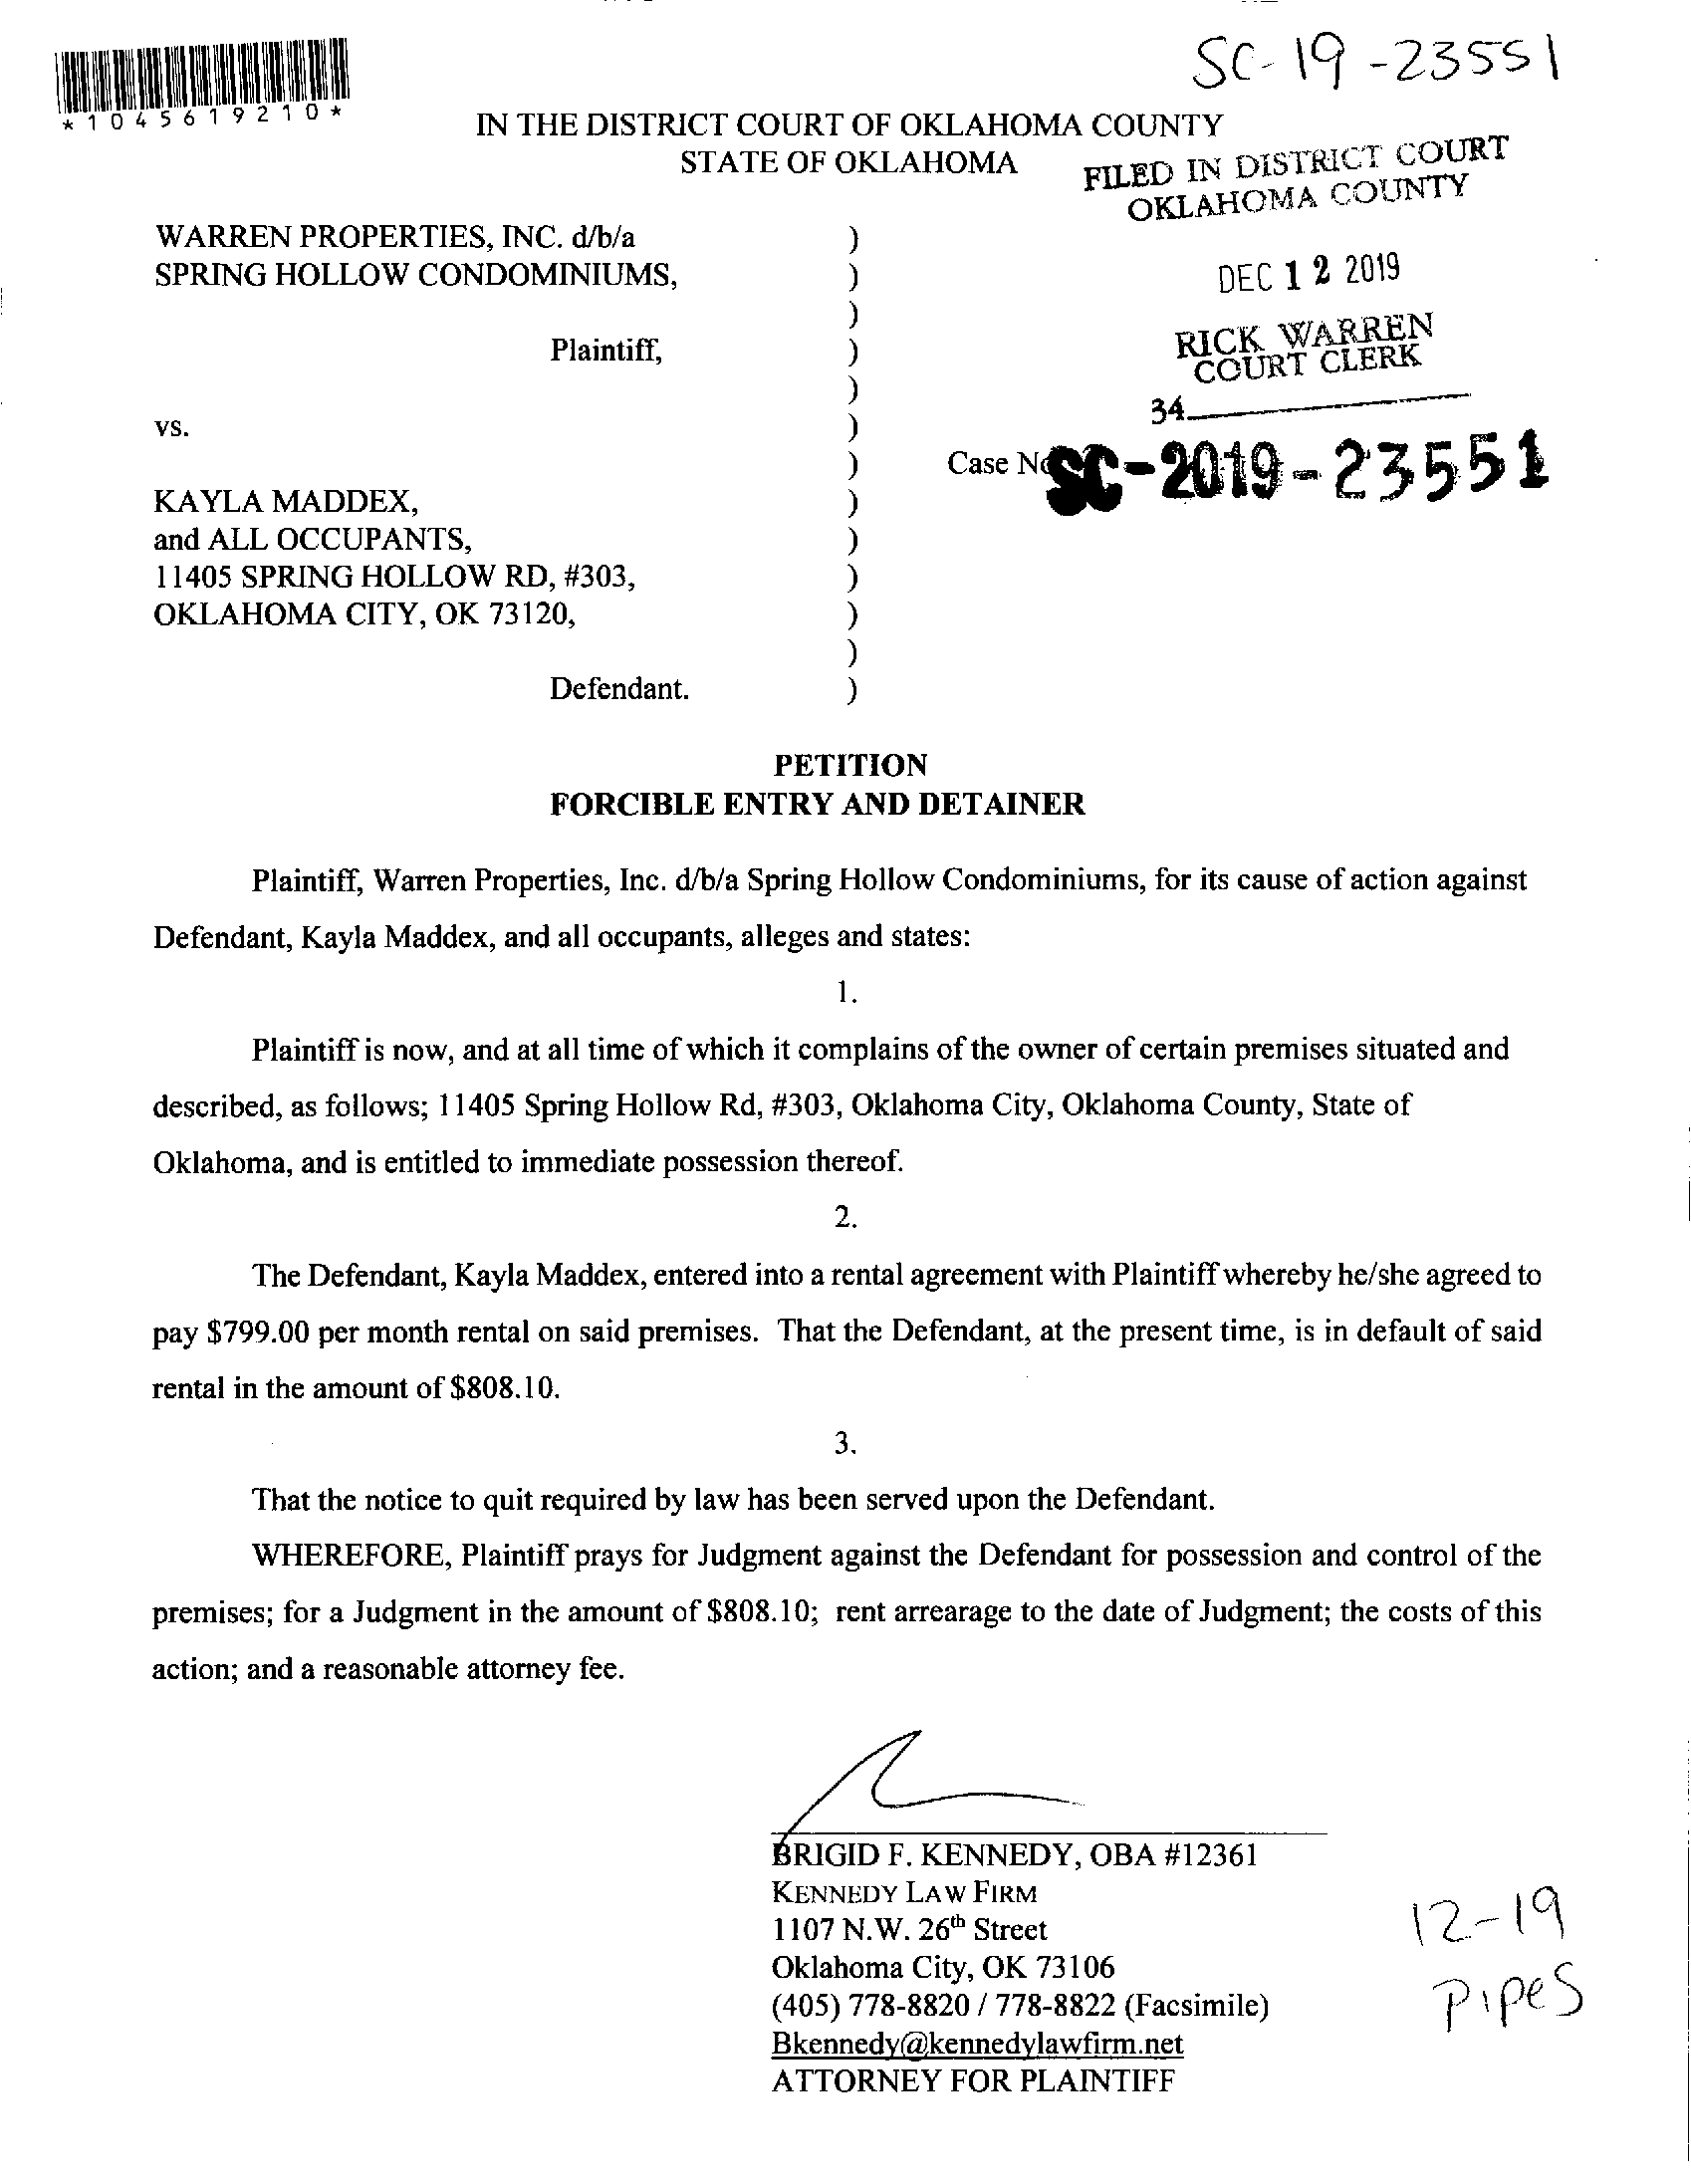 SC-19-23551
*1045619210*
IN THE DISTRICT COURT OF OKLAHOMA COUNTY
STATE OF OKLAHOMA
FILED IN DISTRICT COURT
OKLAHOMA COUNTY
WARREN PROPERTIES, INC. d/b/a )
SPRING HOLLOW CONDOMINIUMS, )
DEC 12 2019
)
Plaintiff, )
RICK WARREN
COURT CLERK
)
34
vs. )
) Case No SC-2019-23551
KAYLA MADDEX, )
and ALL OCCUPANTS, )
11405 SPRING HOLLOW RD, #303, )
OKLAHOMA CITY, OK 73120, )
)
Defendant. )
PETITION
FORCIBLE ENTRY AND DETAINER
Plaintiff, Warren Properties, Inc. d/b/a Spring Hollow Condominiums, for its cause of action against
Defendant, Kayla Maddex, and all occupants, alleges and states:
1.
Plaintiff is now, and at all time of which it complains of the owner of certain premises situated and
described, as follows; 11405 Spring Hollow Rd, #303, Oklahoma City, Oklahoma County, State of
Oklahoma, and is entitled to immediate possession thereof.
2.
The Defendant, Kayla Maddex, entered into a rental agreement with Plaintiff whereby he/she agreed to
pay $799.00 per month rental on said premises. That the Defendant, at the present time, is in default of said
rental in the amount of $808.10.
3.
That the notice to quit required by law has been served upon the Defendant.
WHEREFORE, Plaintiff prays for Judgment against the Defendant for possession and control of the
premises; for a Judgment in the amount of $808.10; rent arrearage to the date of Judgment; the costs of this
action; and a reasonable attorney fee.
BRIGID F. KENNEDY, OBA #12361
KENNEDY LAW FIRM
1107 N.W. 26th Street
Oklahoma City, OK 73106
(405) 778-8820 / 778-8822 (Facsimile)
Bkennedy@kennedylawfirm.net
ATTORNEY FOR PLAINTIFF
12-19
Pipes